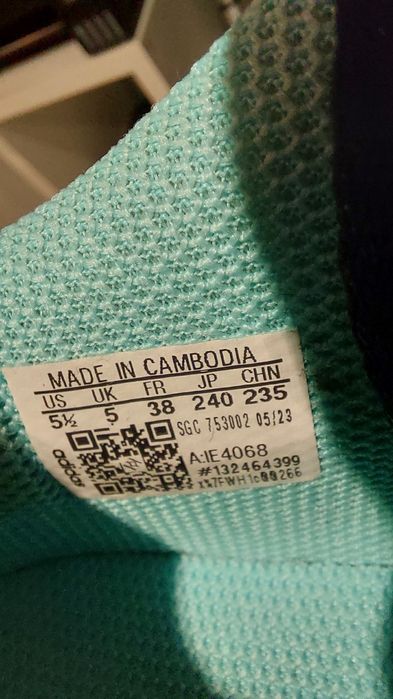 MADE IN CAMBODIA
US UK FR JP CHN
5½ 5 38 240 235
SGC 753002 05/23
adidas
A:IE4068
#132464399